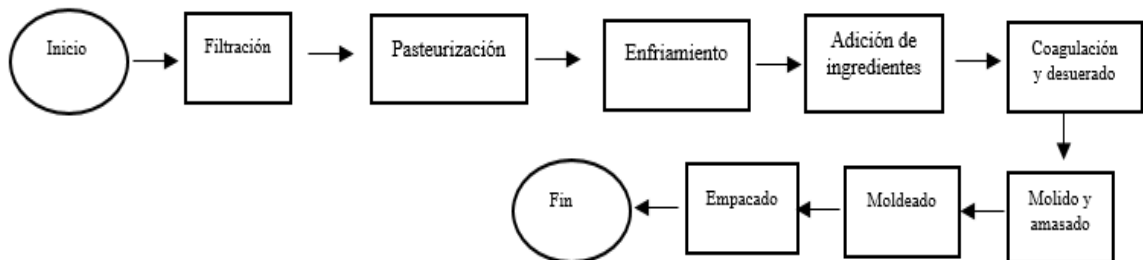 Inicio
Filtración
Pasteurización
Enfriamiento
Adición de
ingredientes
Coagulación
y desuerado
Molido y
amasado
Moldeado
Empacado
Fin